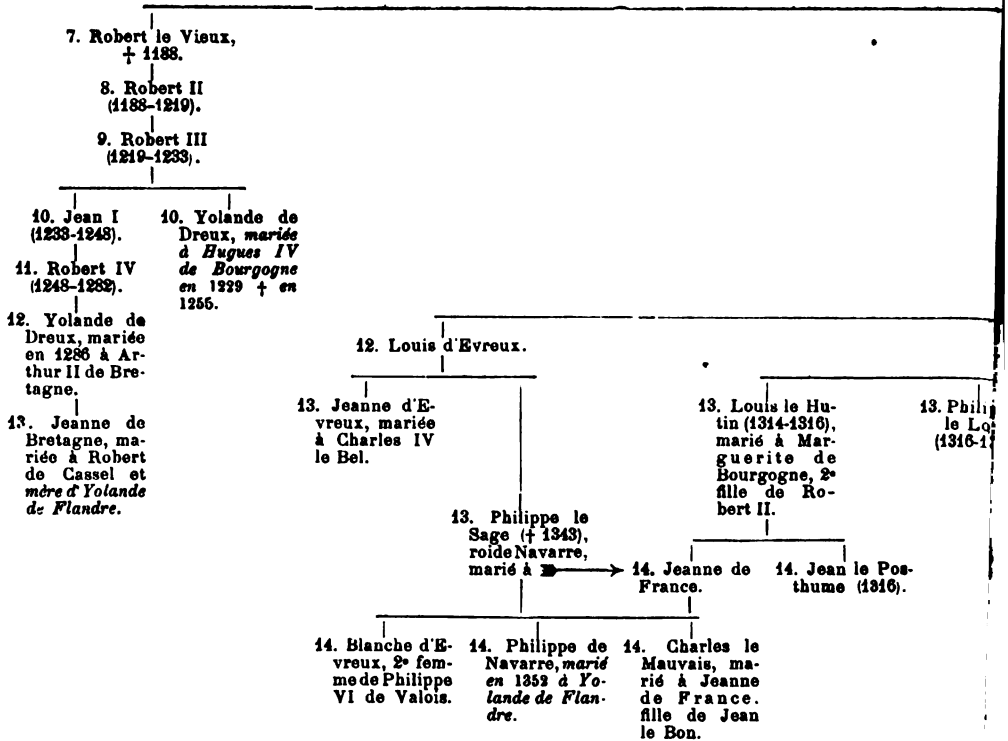 7. Robert le Vieux,
† 1188.
8. Robert II
(1188-1219).
9. Robert III
(1219-1233).
10. Jean I
(1233-1248).
10. Yolande de
Dreux, mariée
à Hugues IV
de Bourgogne
en 1229 † en
1255.
11. Robert IV
(1248-1282).
12. Yolande de
Dreux, mariée
en 1286 à Ar-
thur II de Bre-
tagne.
13. Jeanne de
Bretagne, ma-
riée à Robert
de Cassel et
mère d'Yolande
de Flandre.
12. Louis d'Evreux.
13. Jeanne d'E-
vreux, mariée
à Charles IV
le Bel.
13. Louis le Hu-
tin (1314-1316),
marié à Mar-
guerite de
Bourgogne, 2e
fille de Ro-
bert II.
13. Phili
le Lo
(1316-1
13. Philippe le
Sage († 1343),
roi de Navarre,
marié à
14. Jeanne de
France.
14. Jean le Pos-
thume (1316).
14. Blanche d'E-
vreux, 2e fem-
me de Philippe
VI de Valois.
14. Philippe de
Navarre, marié
en 1352 à Yo-
lande de Flan-
dre.
14. Charles le
Mauvais, ma-
rié à Jeanne
de France.
fille de Jean
le Bon.